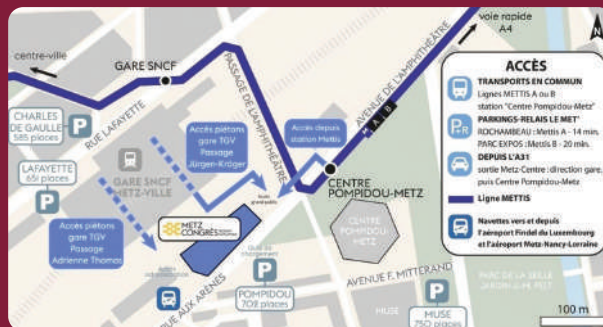 voie rapide
A4
N
centre-ville
GARE SNCF
PASSAGE DE L'AMPHITHÉÂTRE
AVENUE DE L'AMPHITHÉÂTRE
M A B
CHARLES
DE GAULLE
585 places
P
RUE LAFAYETTE
Accès piétons
gare TGV
Passage
Jürgen-Kröger
Accès depuis
station Mettis
LAFAYETTE
651 places
P
GARE SNCF
METZ-VILLE
CENTRE
POMPIDOU-METZ
Accès piétons
gare TGV
Passage
Adrienne Thomas
METZ
CONGRÈS
CENTRE
POMPIDOU-
METZ
P
POMPIDOU
708 places
RUE AUX ARÈNES
AVENUE F. MITTERAND
P
MUSE
MUSE
750 places
PARC DE LA SEILLE
JARDIN J-M. PELT
100 m
ACCÈS
TRANSPORTS EN COMMUN
Lignes METTIS A ou B
station "Centre Pompidou-Metz"
P+R
PARKINGS-RELAIS LE MET'
ROCHAMBEAU : Mettis A - 14 min.
PARC EXPOS : Mettis B - 20 min.
DEPUIS L'A31
sortie Metz-Centre : direction gare,
puis Centre Pompidou-Metz
Ligne METTIS
Navettes vers et depuis
l'aéroport Findel du Luxembourg
et l'aéroport Metz-Nancy-Lorraine